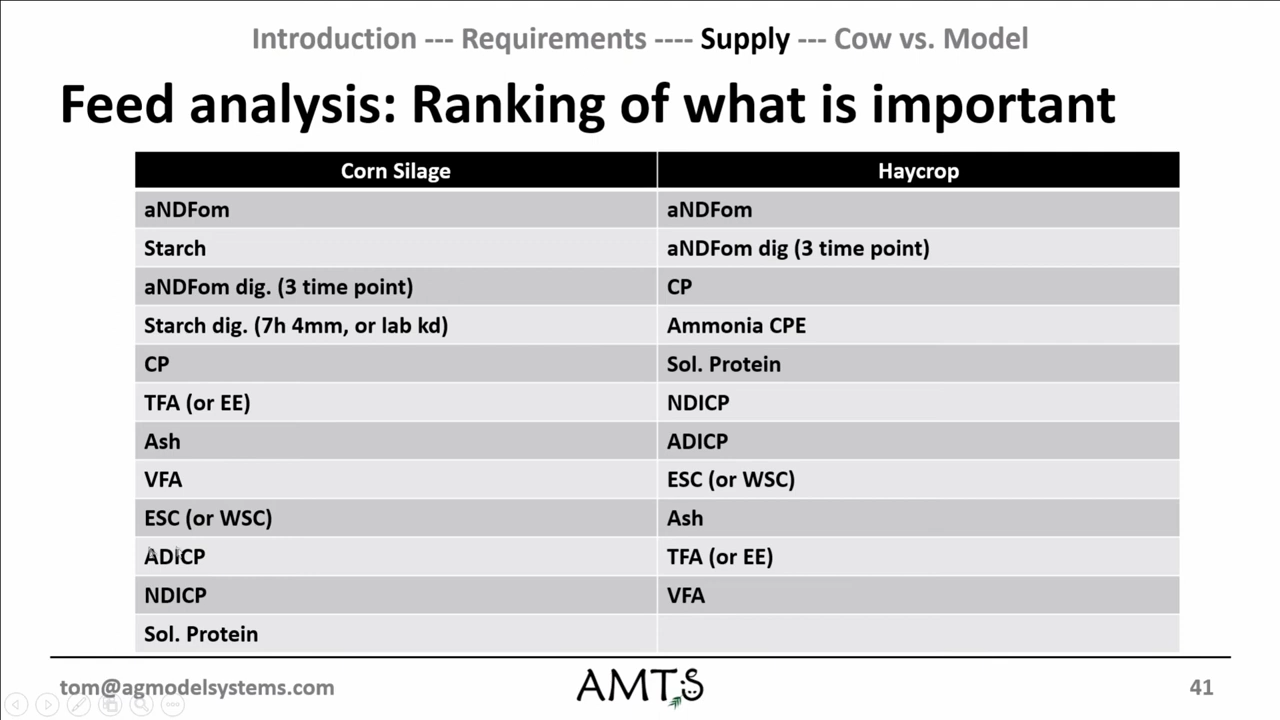 Introduction --- Requirements ---- Supply --- Cow vs. Model
Feed analysis: Ranking of what is important
Corn Silage Haycrop
aNDFom aNDFom
Starch aNDFom dig (3 time point)
aNDFom dig. (3 time point) CP
Starch dig. (7h 4mm, or lab kd) Ammonia CPE
CP Sol. Protein
TFA (or EE) NDICP
Ash ADICP
VFA ESC (or WSC)
ESC (or WSC) Ash
ADICP TFA (or EE)
NDICP VFA
Sol. Protein
tom@agmodelsystems.com AMTS 41